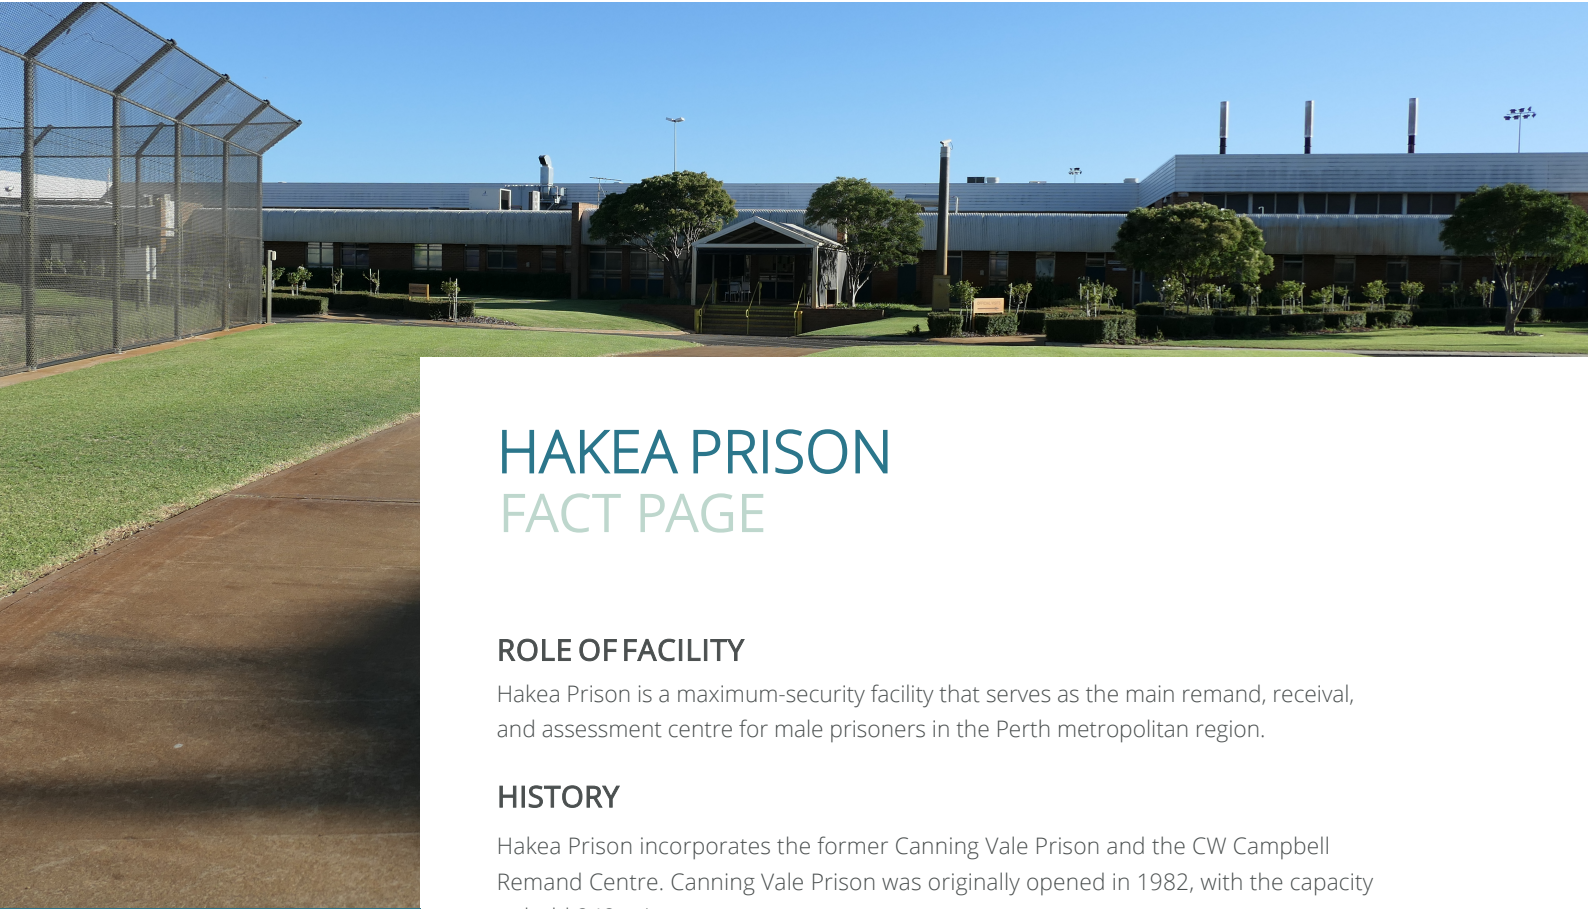 HAKEA PRISON
FACT PAGE
ROLE OF FACILITY
Hakea Prison is a maximum-security facility that serves as the main remand, receival,
and assessment centre for male prisoners in the Perth metropolitan region.
HISTORY
Hakea Prison incorporates the former Canning Vale Prison and the CW Campbell
Remand Centre. Canning Vale Prison was originally opened in 1982, with the capacity